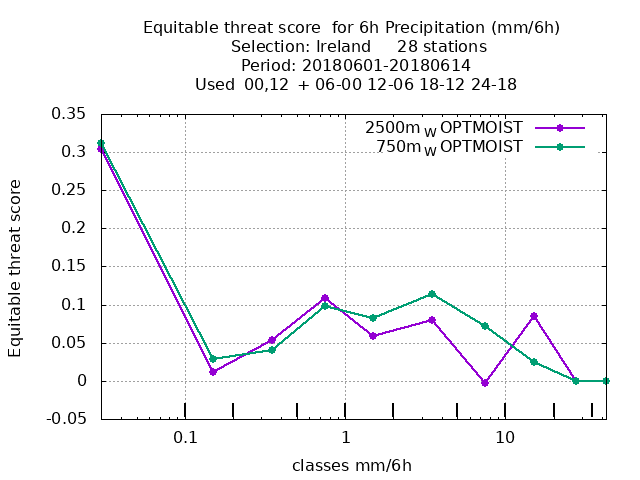 Equitable threat score  for 6h Precipitation (mm/6h)
Selection: Ireland     28 stations
Period: 20180601-20180614
Used  00,12  + 06-00 12-06 18-12 24-18
0.35
0.3
0.25
0.2
0.15
0.1
0.05
0
-0.05
Equitable threat score
2500m W OPTMOIST
750m W OPTMOIST
0.1 1 10
classes mm/6h